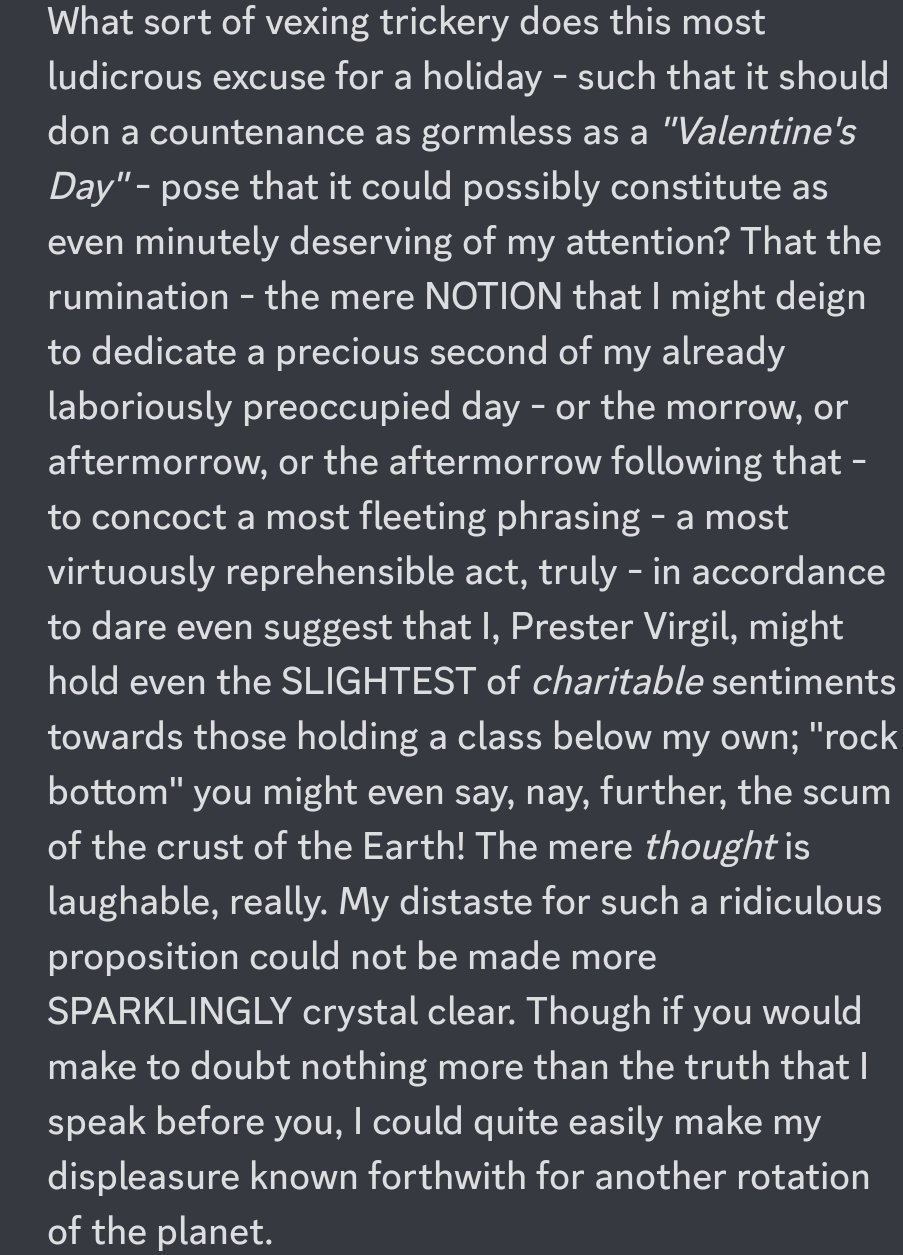 What sort of vexing trickery does this most
ludicrous excuse for a holiday - such that it should
don a countenance as gormless as a "Valentine's
Day" - pose that it could possibly constitute as
even minutely deserving of my attention? That the
rumination - the mere NOTION that I might deign
to dedicate a precious second of my already
laboriously preoccupied day - or the morrow, or
aftermorrow, or the aftermorrow following that -
to concoct a most fleeting phrasing - a most
virtuously reprehensible act, truly - in accordance
to dare even suggest that I, Prester Virgil, might
hold even the SLIGHTEST of charitable sentiments
towards those holding a class below my own; "rock
bottom" you might even say, nay, further, the scum
of the crust of the Earth! The mere thought is
laughable, really. My distaste for such a ridiculous
proposition could not be made more
SPARKLINGLY crystal clear. Though if you would
make to doubt nothing more than the truth that I
speak before you, I could quite easily make my
displeasure known forthwith for another rotation
of the planet.